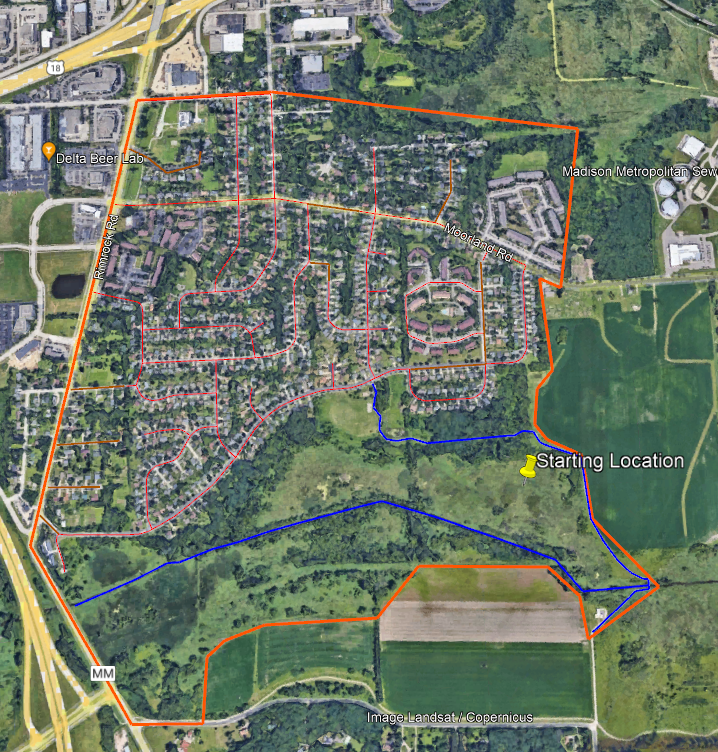 18
Delta Beer Lab
Madison Metropolitan Sew
Rimrock Rd
Moorland Rd
Starting Location
MM
Image Landsat / Copernicus